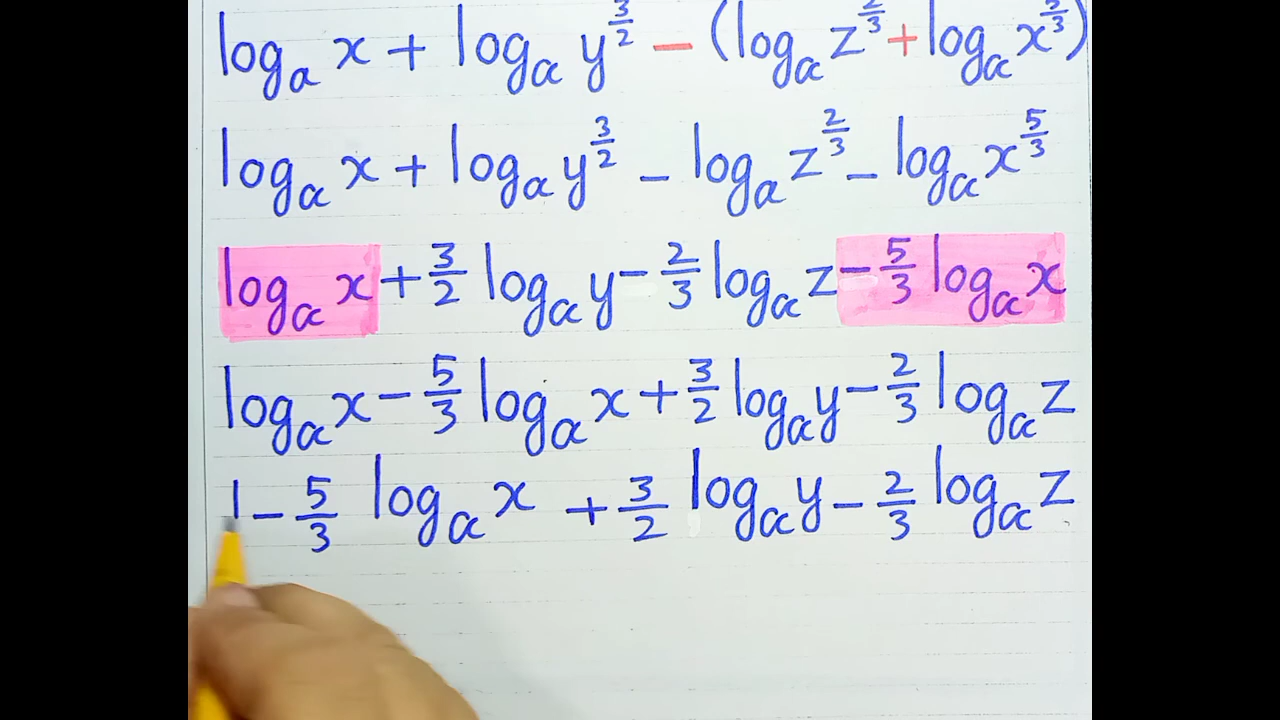 logₐ x + logₐ y^(3/2) − (logₐ z^(2/3) + logₐ x^(5/3))
logₐ x + logₐ y^(3/2) − logₐ z^(2/3) − logₐ x^(5/3)
logₐ x + 3/2 logₐ y − 2/3 logₐ z − 5/3 logₐ x
logₐ x − 5/3 logₐ x + 3/2 logₐ y − 2/3 logₐ z
1 − 5/3 logₐ x + 3/2 logₐ y − 2/3 logₐ z